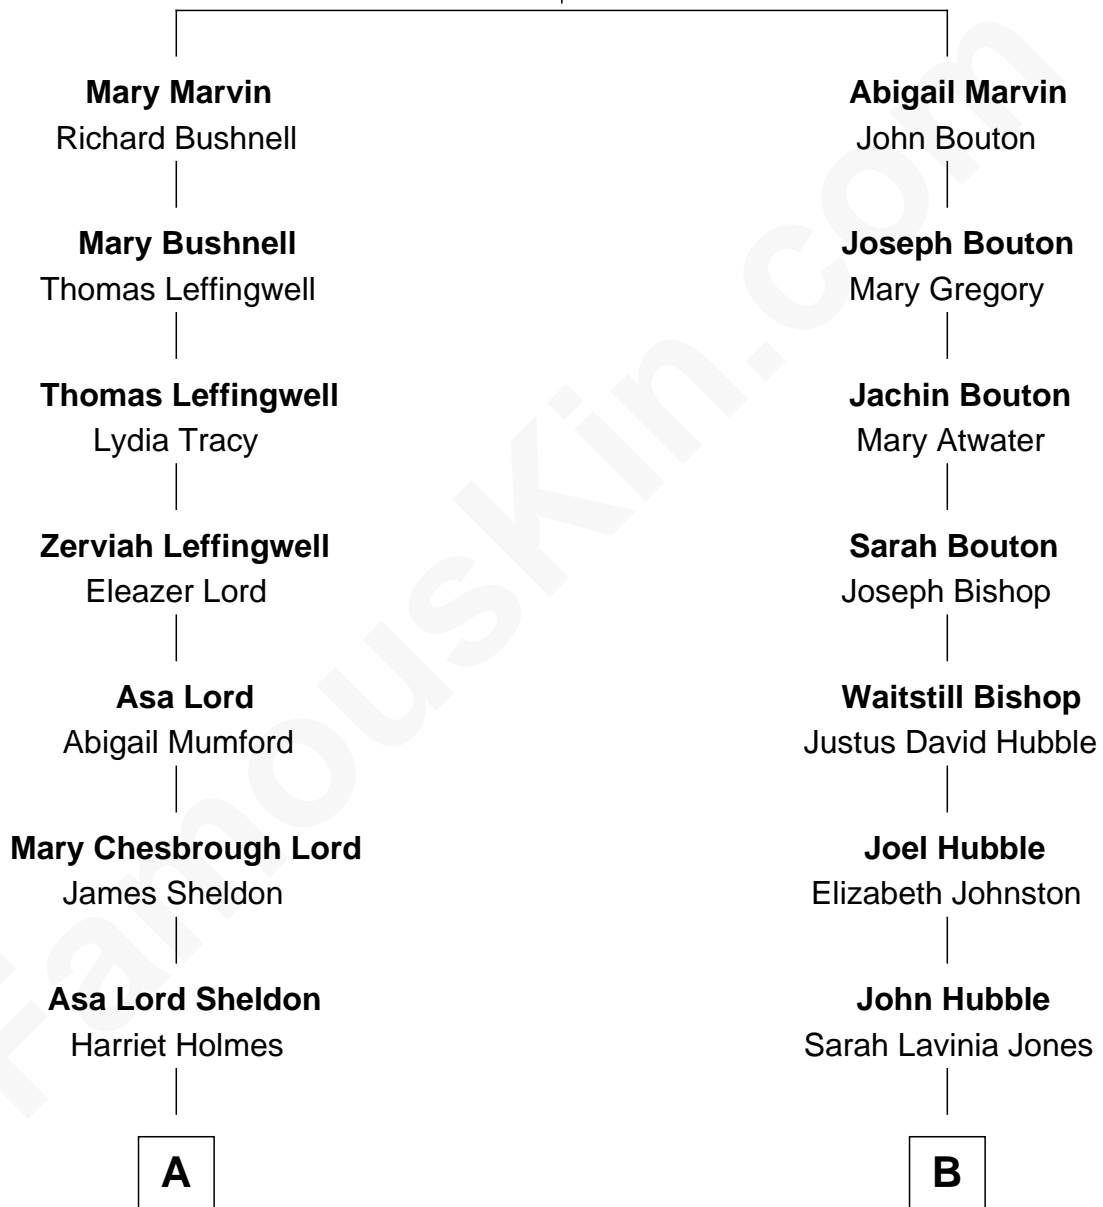 Mary Marvin
Richard Bushnell
Mary Bushnell
Thomas Leffingwell
Thomas Leffingwell
Lydia Tracy
Zerviah Leffingwell
Eleazer Lord
Asa Lord
Abigail Mumford
Mary Chesbrough Lord
James Sheldon
Asa Lord Sheldon
Harriet Holmes
A
Abigail Marvin
John Bouton
Joseph Bouton
Mary Gregory
Jachin Bouton
Mary Atwater
Sarah Bouton
Joseph Bishop
Waitstill Bishop
Justus David Hubble
Joel Hubble
Elizabeth Johnston
John Hubble
Sarah Lavinia Jones
B
FamousKin.com